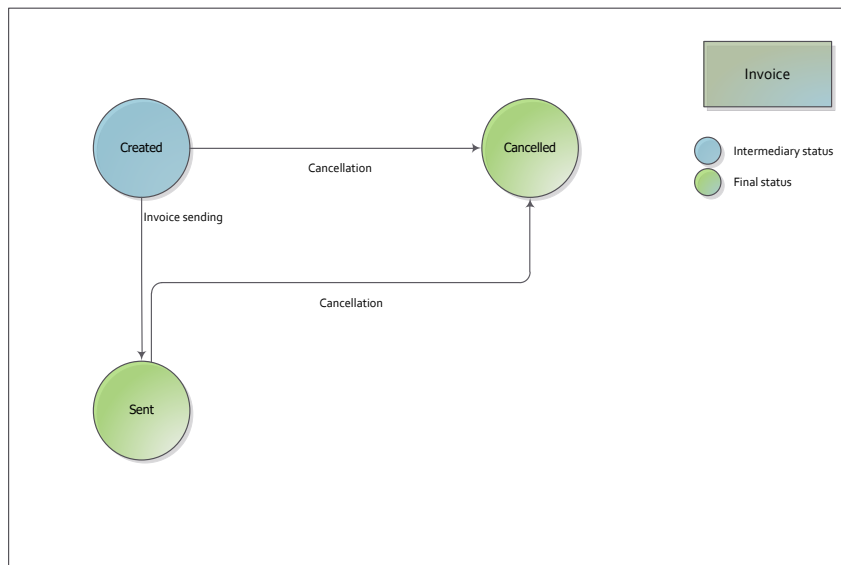 Invoice
Created
Cancelled
Intermediary status
Cancellation
Final status
Invoice sending
Cancellation
Sent